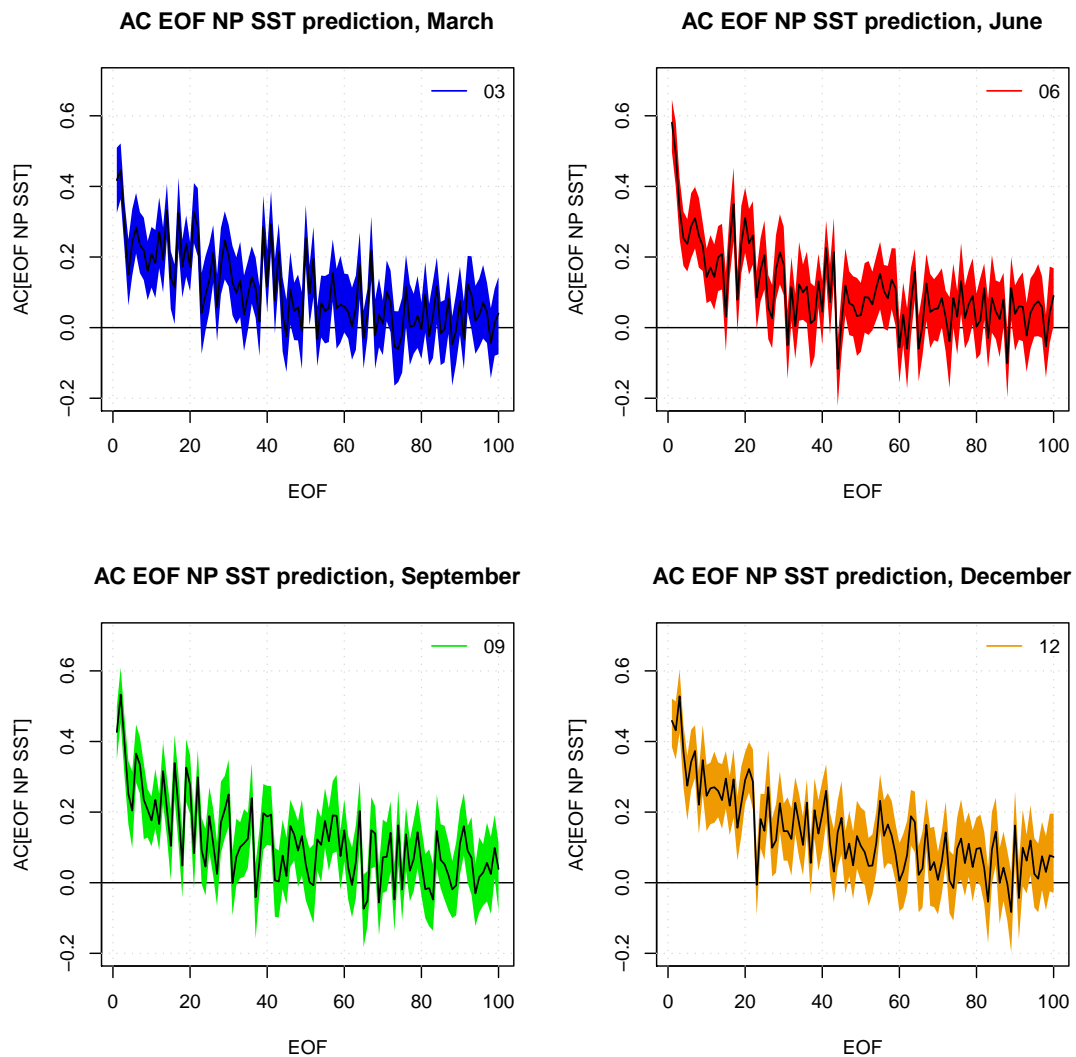 AC EOF NP SST prediction, March
03
AC[EOF NP SST]
0.6
0.4
0.2
0.0
−0.2
0 20 40 60 80 100
EOF
AC EOF NP SST prediction, June
06
AC[EOF NP SST]
0.6
0.4
0.2
0.0
−0.2
0 20 40 60 80 100
EOF
AC EOF NP SST prediction, September
09
AC[EOF NP SST]
0.6
0.4
0.2
0.0
−0.2
0 20 40 60 80 100
EOF
AC EOF NP SST prediction, December
12
AC[EOF NP SST]
0.6
0.4
0.2
0.0
−0.2
0 20 40 60 80 100
EOF